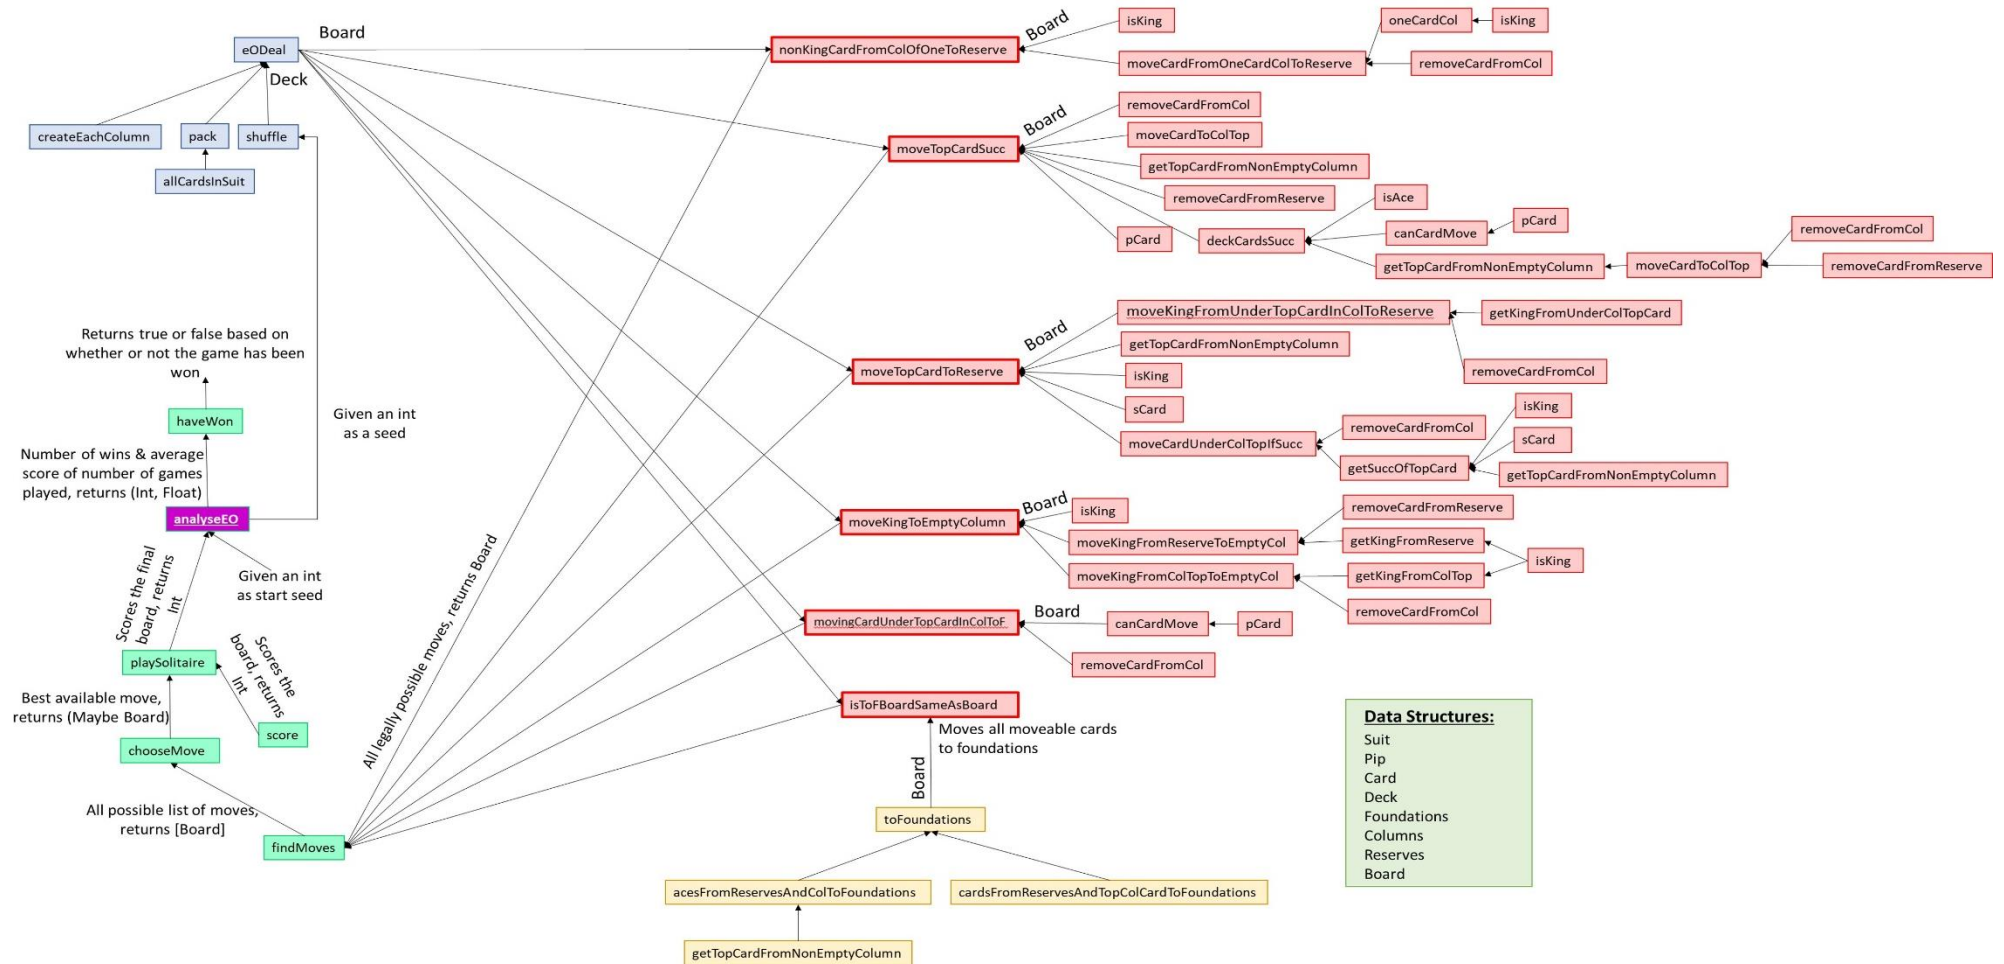 Board
eODeal
Deck
createEachColumn
pack
shuffle
allCardsInSuit
Returns true or false based on
whether or not the game has been
won
haveWon
Given an int
as a seed
Number of wins & average
score of number of games
played, returns (Int, Float)
analyseEO
Scores the final
board, returns
Int
Given an int
as start seed
playSolitaire
Scores the
board, returns
Int
Best available move,
returns (Maybe Board)
score
chooseMove
All possible list of moves,
returns [Board]
findMoves
All legally possible moves, returns Board
nonKingCardFromColOfOneToReserve
Board
isKing
moveCardFromOneCardColToReserve
oneCardCol
isKing
removeCardFromCol
moveTopCardSucc
Board
removeCardFromCol
moveCardToColTop
getTopCardFromNonEmptyColumn
removeCardFromReserve
pCard
deckCardsSucc
isAce
canCardMove
pCard
getTopCardFromNonEmptyColumn
moveCardToColTop
removeCardFromCol
removeCardFromReserve
moveTopCardToReserve
Board
moveKingFromUnderTopCardInColToReserve
getKingFromUnderColTopCard
removeCardFromCol
getTopCardFromNonEmptyColumn
isKing
sCard
moveCardUnderColTopIfSucc
removeCardFromCol
getSuccOfTopCard
isKing
sCard
getTopCardFromNonEmptyColumn
moveKingToEmptyColumn
Board
isKing
moveKingFromReserveToEmptyCol
removeCardFromReserve
getKingFromReserve
isKing
moveKingFromColTopToEmptyCol
getKingFromColTop
removeCardFromCol
movingCardUnderTopCardInColToF
Board
canCardMove
pCard
removeCardFromCol
isToFBoardSameAsBoard
Moves all moveable cards
to foundations
Board
toFoundations
acesFromReservesAndColToFoundations
cardsFromReservesAndTopColCardToFoundations
getTopCardFromNonEmptyColumn
Data Structures:
Suit
Pip
Card
Deck
Foundations
Columns
Reserves
Board